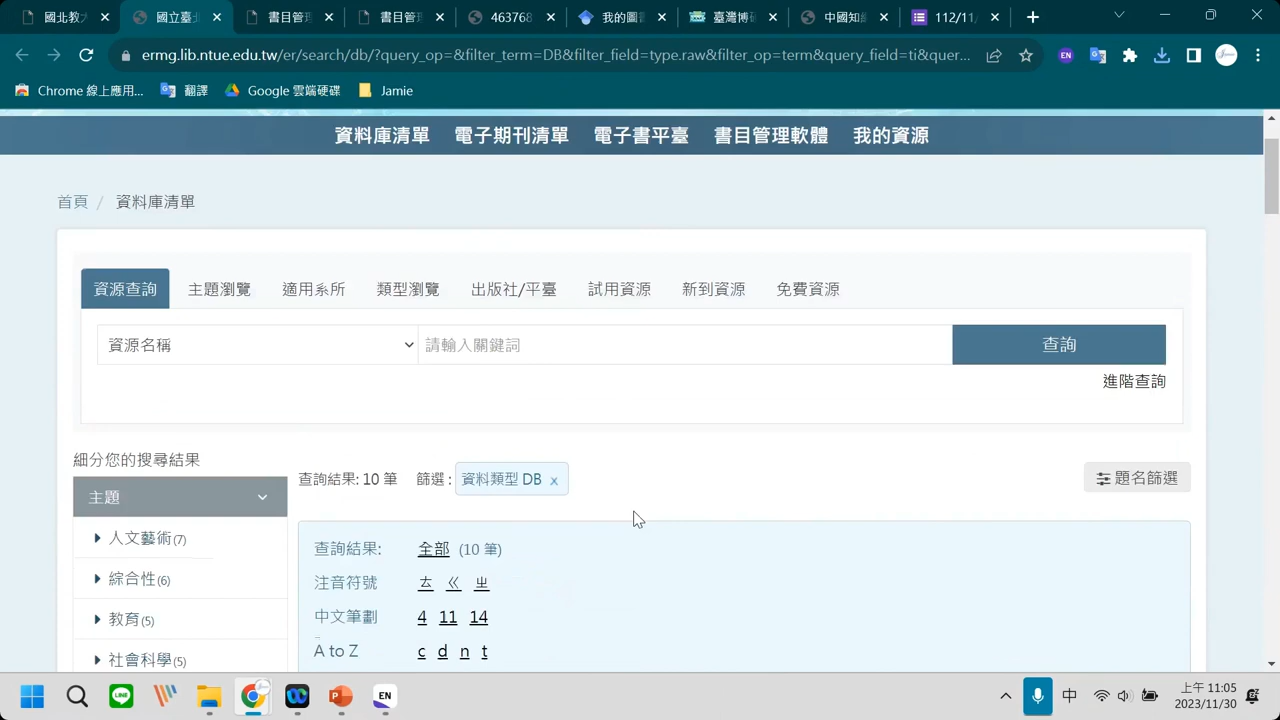 國北教大
國立臺北
書目管理
書目管理
463768
我的圖書
臺灣博碩
中國知網
112/11/
ermg.lib.ntue.edu.tw/er/search/db/?query_op=&filter_term=DB&filter_field=type.raw&filter_op=term&query_field=ti&quer...
EN
Chrome 線上應用...
翻譯
Google 雲端硬碟
Jamie
資料庫清單 電子期刊清單 電子書平臺 書目管理軟體 我的資源
首頁 / 資料庫清單
資源查詢 主題瀏覽 適用系所 類型瀏覽 出版社/平臺 試用資源 新到資源 免費資源
資源名稱 請輸入關鍵詞 查詢
進階查詢
細分您的搜尋結果
主題
人文藝術(7)
綜合性(6)
教育(5)
社會科學(5)
查詢結果: 10 筆 篩選 : 資料類型 DB x
題名篩選
查詢結果: 全部 (10 筆)
注音符號 ㄊ ㄍ ㄓ
中文筆劃 4 11 14
A to Z c d n t
EN
中
上午 11:05
2023/11/30